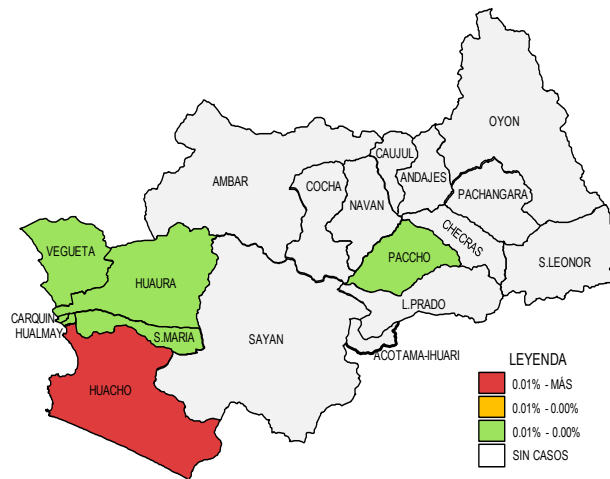 OYON
CAUJUL
ANDAJES
AMBAR
COCHA
NAVAN
PACHANGARA
CHECRAS
VEGUETA
HUAURA
PACCHO
S.LEONOR
L.PRADO
CARQUIN
HUALMAY
S.MARIA
SAYAN
ACOTAMA-IHUARI
HUACHO
LEYENDA
0.01% - MÁS
0.01% - 0.00%
0.01% - 0.00%
SIN CASOS